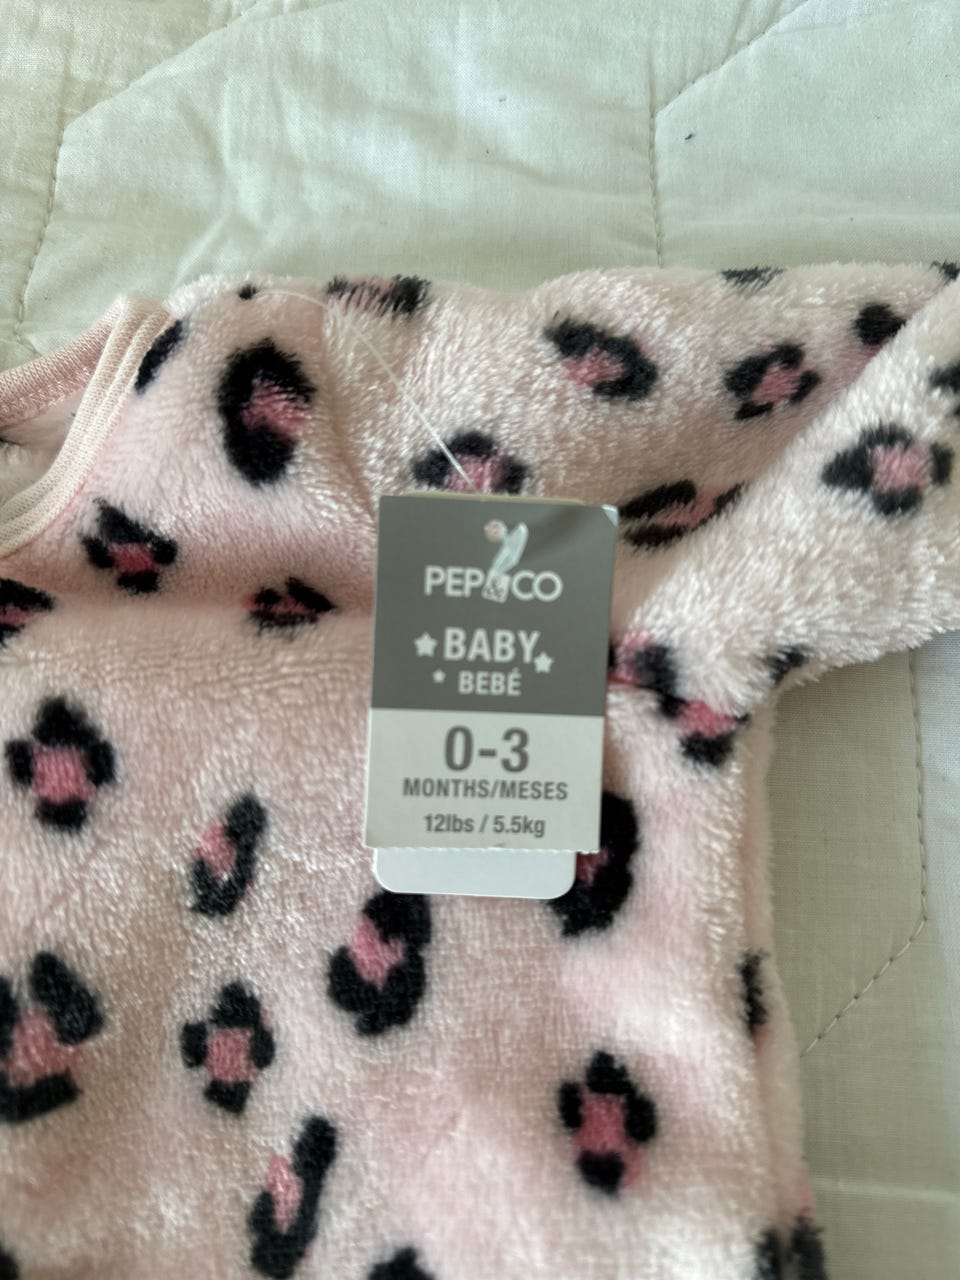 PEP&CO
BABY
BEBÉ
0-3
MONTHS/MESES
12lbs / 5.5kg